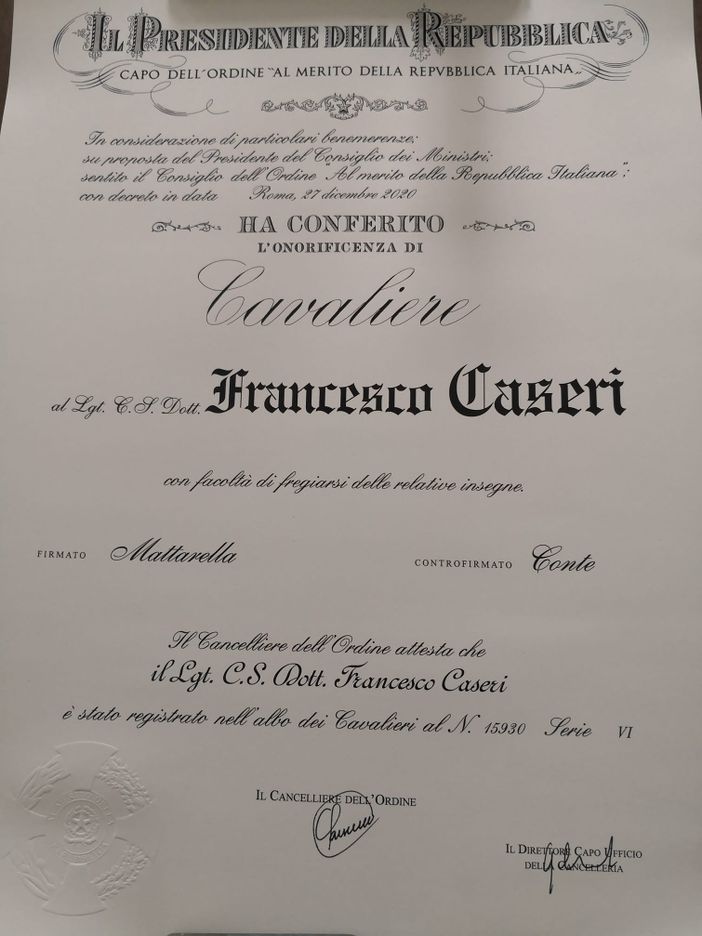 IL PRESIDENTE DELLA REPUBBLICA
CAPO DELL'ORDINE "AL MERITO DELLA REPVBBLICA ITALIANA„
In considerazione di particolari benemerenze;
su proposta del Presidente del Consiglio dei Ministri;
sentito il Consiglio dell'Ordine "Al merito della Repubblica Italiana";
con decreto in data Roma, 27 dicembre 2020
HA CONFERITO
L'ONORIFICENZA DI
Cavaliere
al Lgt. C.S. Dott. Francesco Caseri
con facoltà di fregiarsi delle relative insegne.
FIRMATO Mattarella CONTROFIRMATO Conte
Il Cancelliere dell'Ordine attesta che
il Lgt. C.S. Dott. Francesco Caseri
è stato registrato nell'albo dei Cavalieri al N. 15930 Serie VI
IL CANCELLIERE DELL'ORDINE
IL DIRETTORE CAPO UFFICIO
DELLA CANCELLERIA